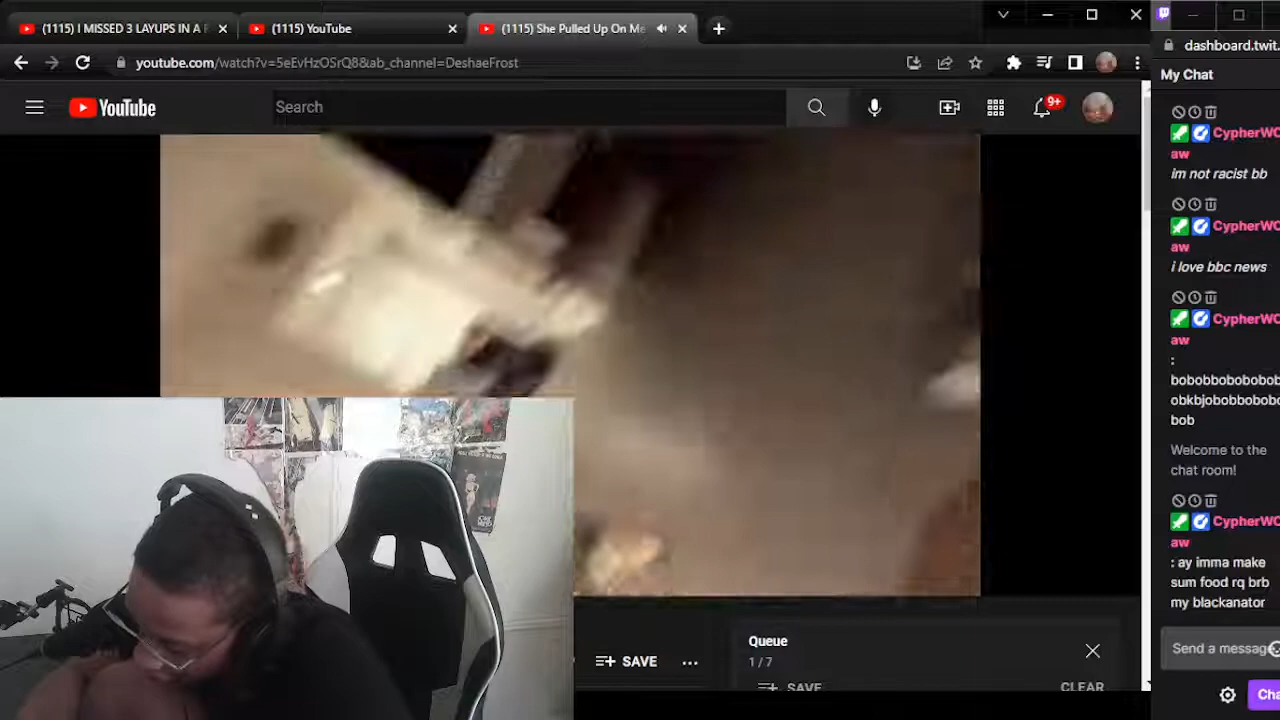 (1115) I MISSED 3 LAYUPS IN A
(1115) YouTube
(1115) She Pulled Up On Me
youtube.com/watch?v=5eEvHzOSrQ8&ab_channel=DeshaeFrost
dashboard.twit
YouTube
Search
9+
My Chat
CypherWO
aw
im not racist bb
CypherWO
aw
i love bbc news
CypherWO
aw
:
bobobbobobobob
obkbjobobbobobo
bob
Welcome to the
chat room!
CypherWO
aw
: ay imma make
sum food rq brb
my blackanator
Send a message
Cha
SAVE
Queue
1 / 7
SAVE
CLEAR